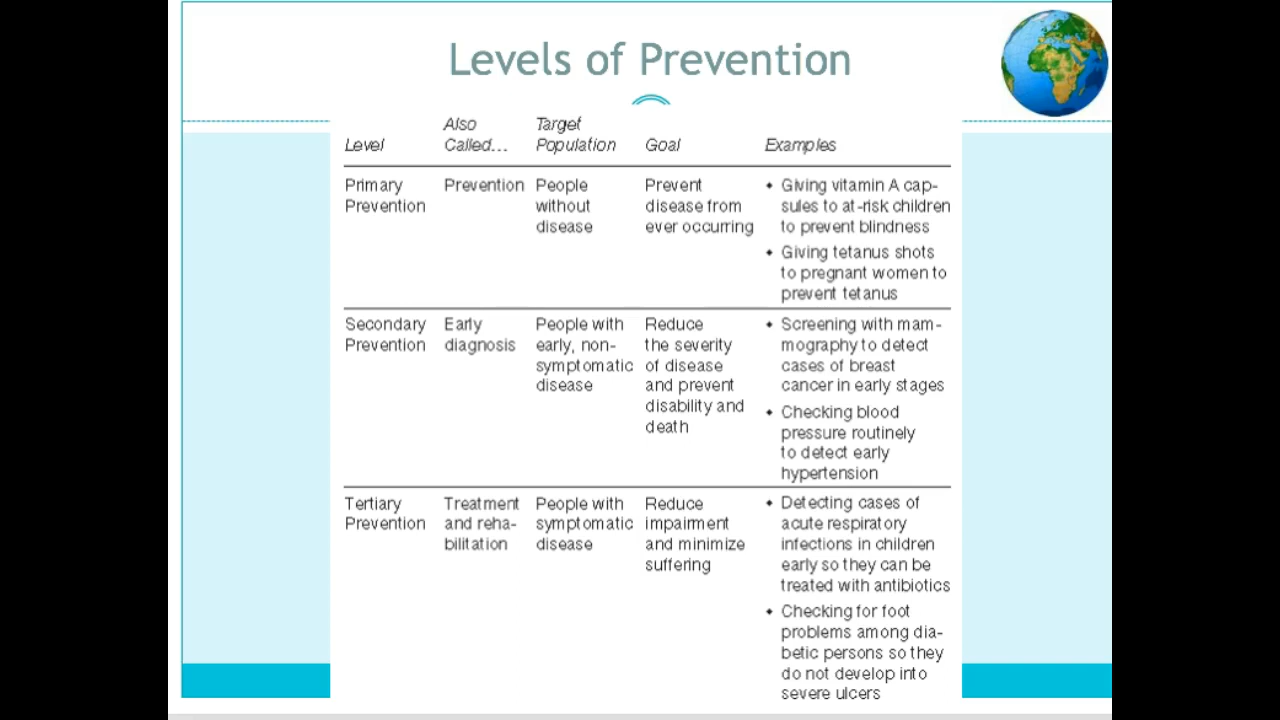 Levels of Prevention
Level
Also
Called...
Target
Population
Goal
Examples
Primary
Prevention
Prevention
People
without
disease
Prevent
disease from
ever occurring
• Giving vitamin A cap-
sules to at-risk children
to prevent blindness
• Giving tetanus shots
to pregnant women to
prevent tetanus
Secondary
Prevention
Early
diagnosis
People with
early, non-
symptomatic
disease
Reduce
the severity
of disease
and prevent
disability and
death
• Screening with mam-
mography to detect
cases of breast
cancer in early stages
• Checking blood
pressure routinely
to detect early
hypertension
Tertiary
Prevention
Treatment
and reha-
bilitation
People with
symptomatic
disease
Reduce
impairment
and minimize
suffering
• Detecting cases of
acute respiratory
infections in children
early so they can be
treated with antibiotics
• Checking for foot
problems among dia-
betic persons so they
do not develop into
severe ulcers